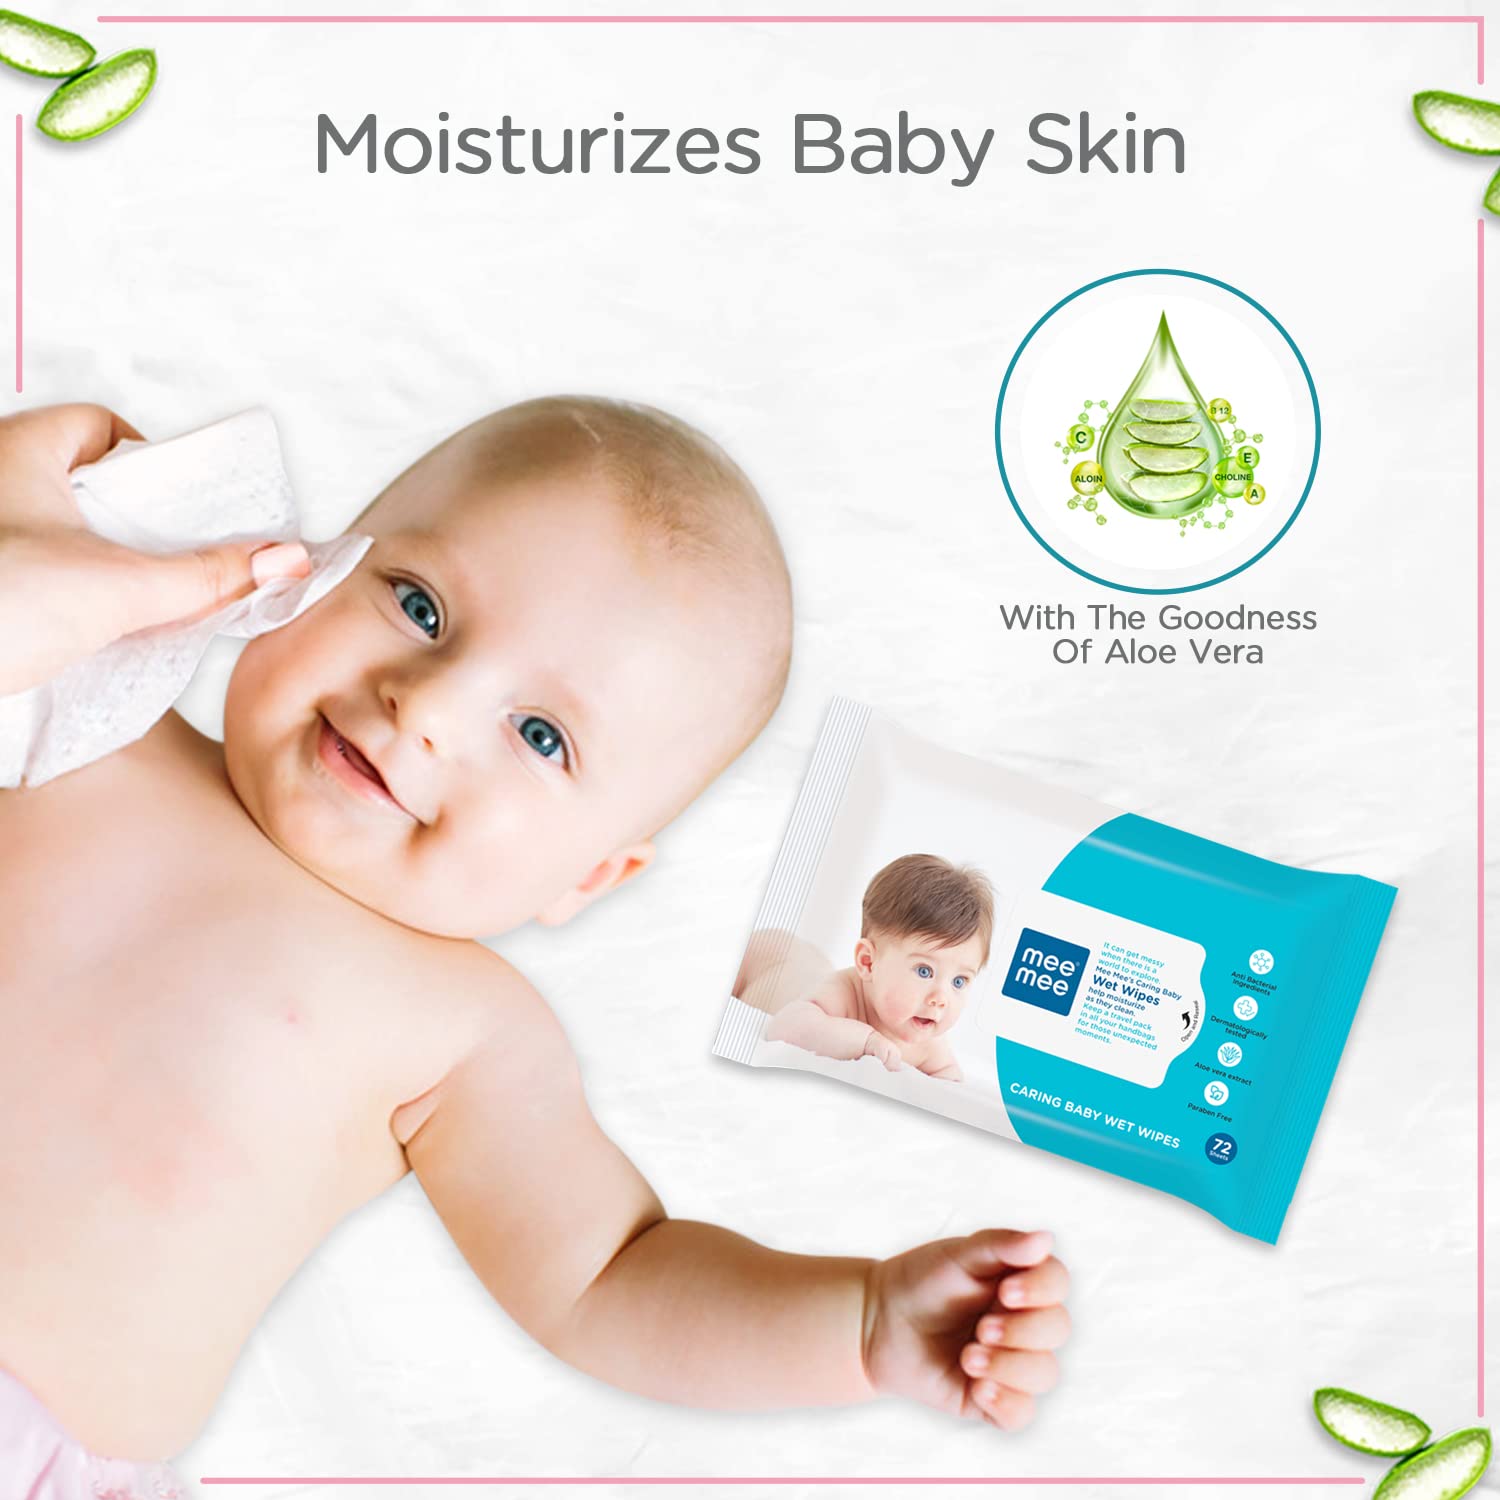 Moisturizes Baby Skin
B 12
C
E
ALOIN
CHOLINE
A
With The Goodness
Of Aloe Vera
mee
mee
It can get messy
when there is a
world to explore.
Mee Mee's Caring Baby
Wet Wipes
help moisturize
as they clean.
Keep a travel pack
in all your handbags
for those unexpected
moments.
Open and Reseal
Anti Bacterial
Ingredients
Dermatologically
tested
Aloe vera extract
Paraben Free
CARING BABY WET WIPES
72
Sheets